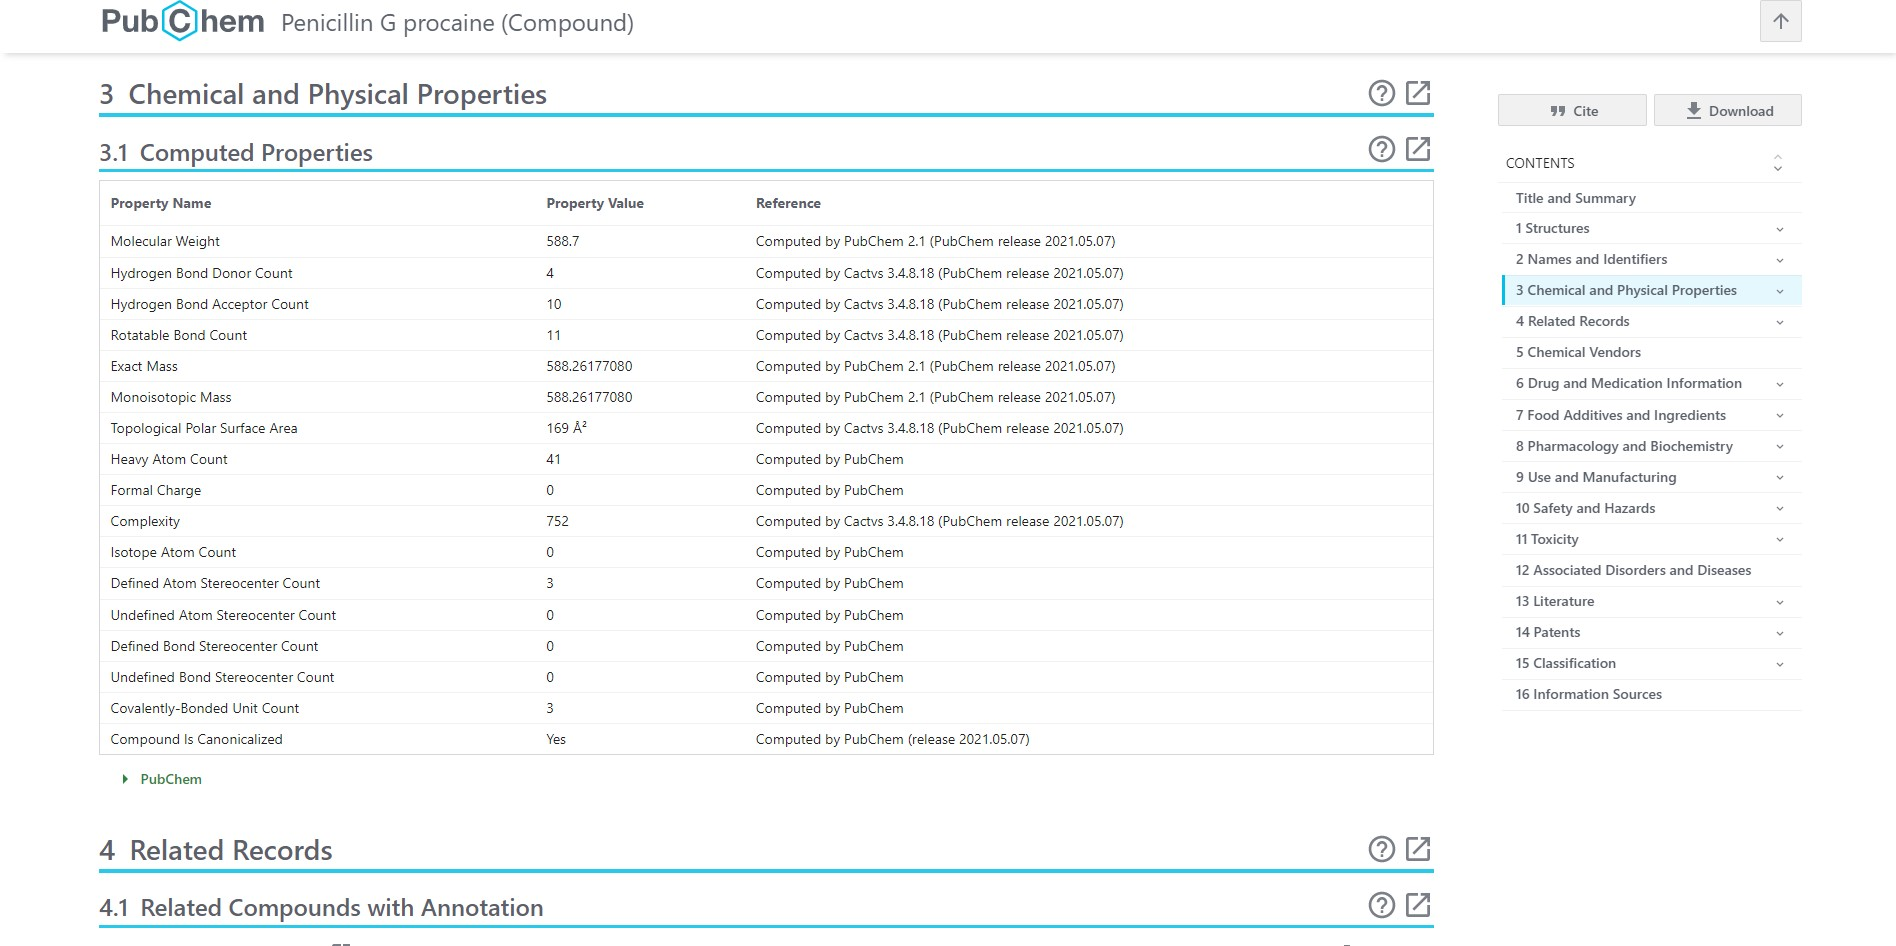 PubChem Penicillin G procaine (Compound)
3 Chemical and Physical Properties
Cite Download
3.1 Computed Properties
CONTENTS
Property Name Property Value Reference
Molecular Weight 588.7 Computed by PubChem 2.1 (PubChem release 2021.05.07)
Hydrogen Bond Donor Count 4 Computed by Cactvs 3.4.8.18 (PubChem release 2021.05.07)
Hydrogen Bond Acceptor Count 10 Computed by Cactvs 3.4.8.18 (PubChem release 2021.05.07)
Rotatable Bond Count 11 Computed by Cactvs 3.4.8.18 (PubChem release 2021.05.07)
Exact Mass 588.26177080 Computed by PubChem 2.1 (PubChem release 2021.05.07)
Monoisotopic Mass 588.26177080 Computed by PubChem 2.1 (PubChem release 2021.05.07)
Topological Polar Surface Area 169 Å² Computed by Cactvs 3.4.8.18 (PubChem release 2021.05.07)
Heavy Atom Count 41 Computed by PubChem
Formal Charge 0 Computed by PubChem
Complexity 752 Computed by Cactvs 3.4.8.18 (PubChem release 2021.05.07)
Isotope Atom Count 0 Computed by PubChem
Defined Atom Stereocenter Count 3 Computed by PubChem
Undefined Atom Stereocenter Count 0 Computed by PubChem
Defined Bond Stereocenter Count 0 Computed by PubChem
Undefined Bond Stereocenter Count 0 Computed by PubChem
Covalently-Bonded Unit Count 3 Computed by PubChem
Compound Is Canonicalized Yes Computed by PubChem (release 2021.05.07)
PubChem
4 Related Records
4.1 Related Compounds with Annotation
Title and Summary
1 Structures
2 Names and Identifiers
3 Chemical and Physical Properties
4 Related Records
5 Chemical Vendors
6 Drug and Medication Information
7 Food Additives and Ingredients
8 Pharmacology and Biochemistry
9 Use and Manufacturing
10 Safety and Hazards
11 Toxicity
12 Associated Disorders and Diseases
13 Literature
14 Patents
15 Classification
16 Information Sources